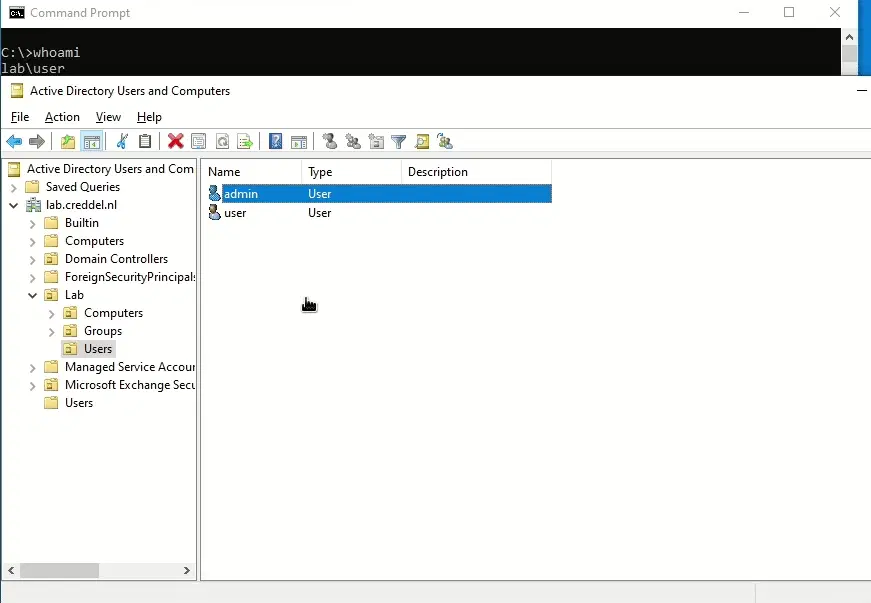 Command Prompt
C:\>whoami
lab\user
Active Directory Users and Computers
File Action View Help
Active Directory Users and Com
Saved Queries
lab.creddel.nl
Builtin
Computers
Domain Controllers
ForeignSecurityPrincipals
Lab
Computers
Groups
Users
Managed Service Accour
Microsoft Exchange Secu
Users
Name Type Description
admin User
user User